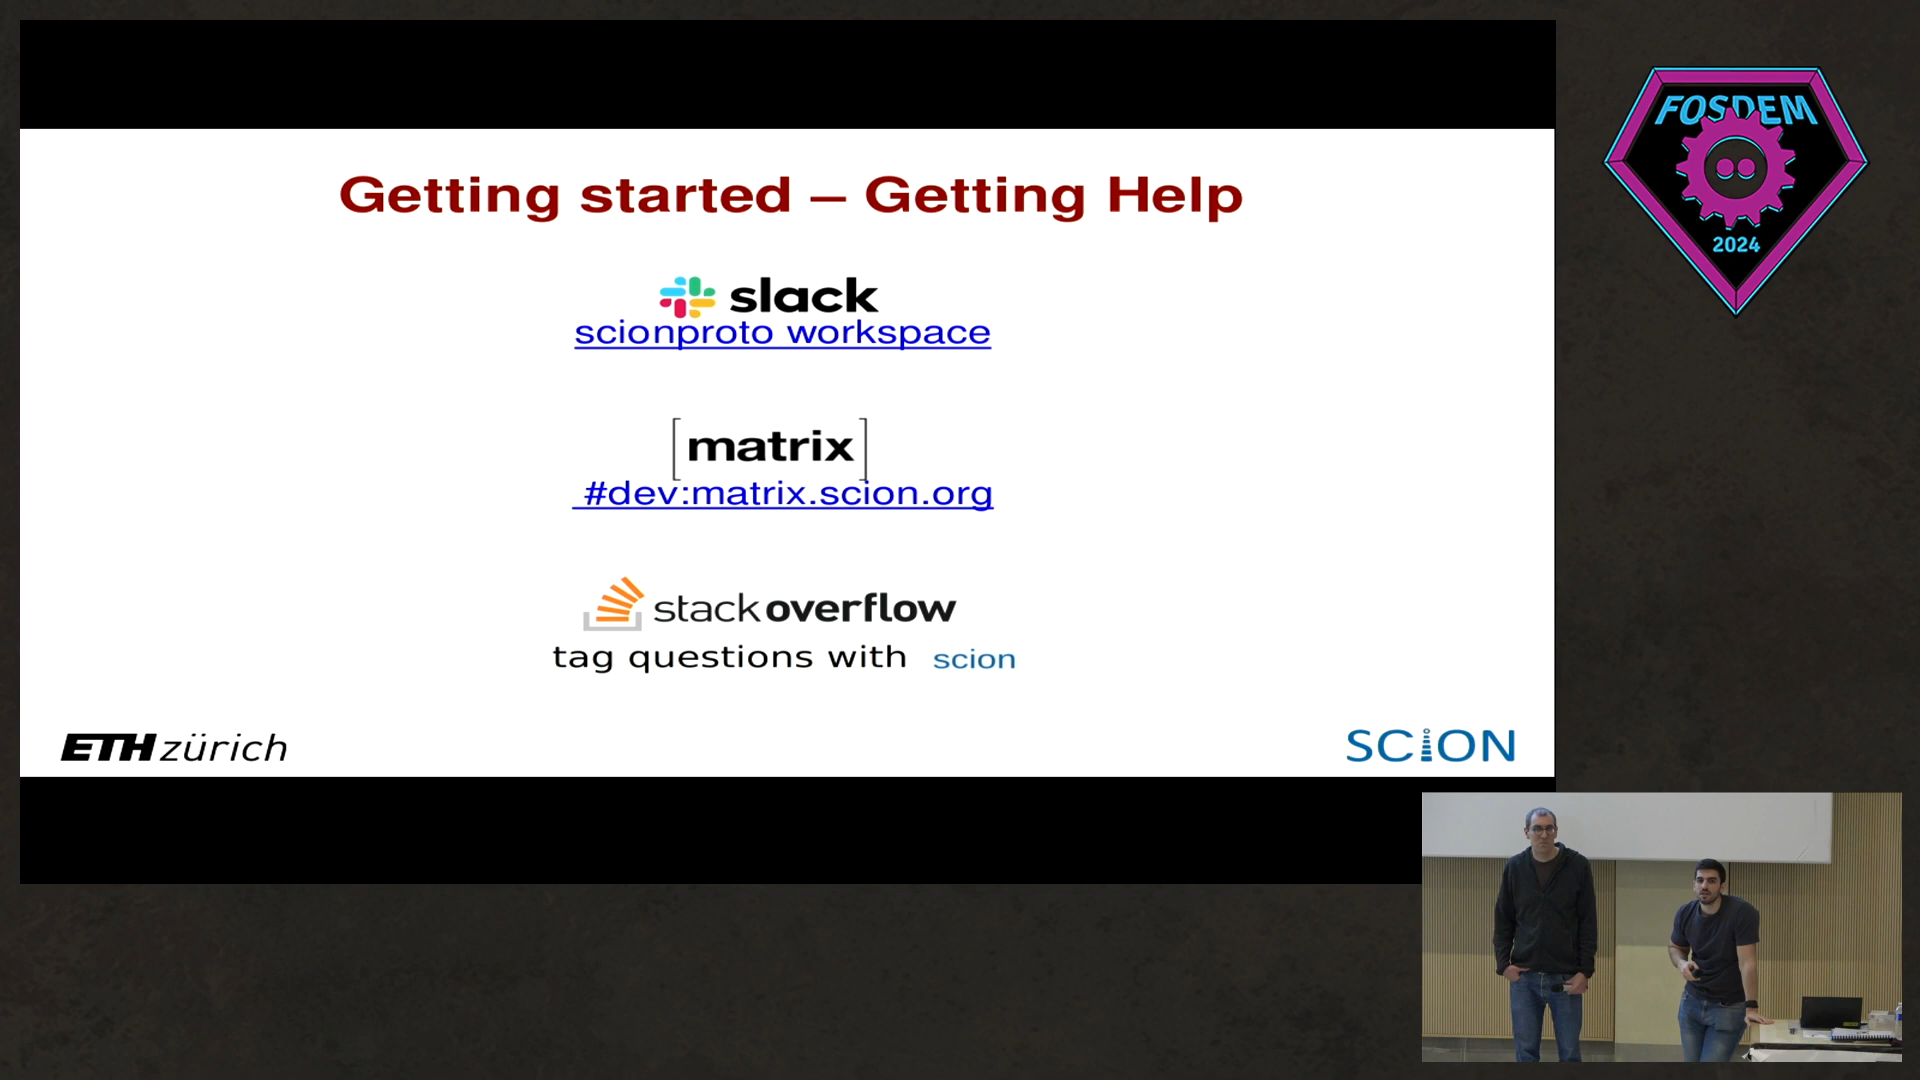 Getting started – Getting Help
slack
scionproto workspace
[matrix]
#dev:matrix.scion.org
stackoverflow
tag questions with scion
ETH zürich
SCION
FOSDEM
2024